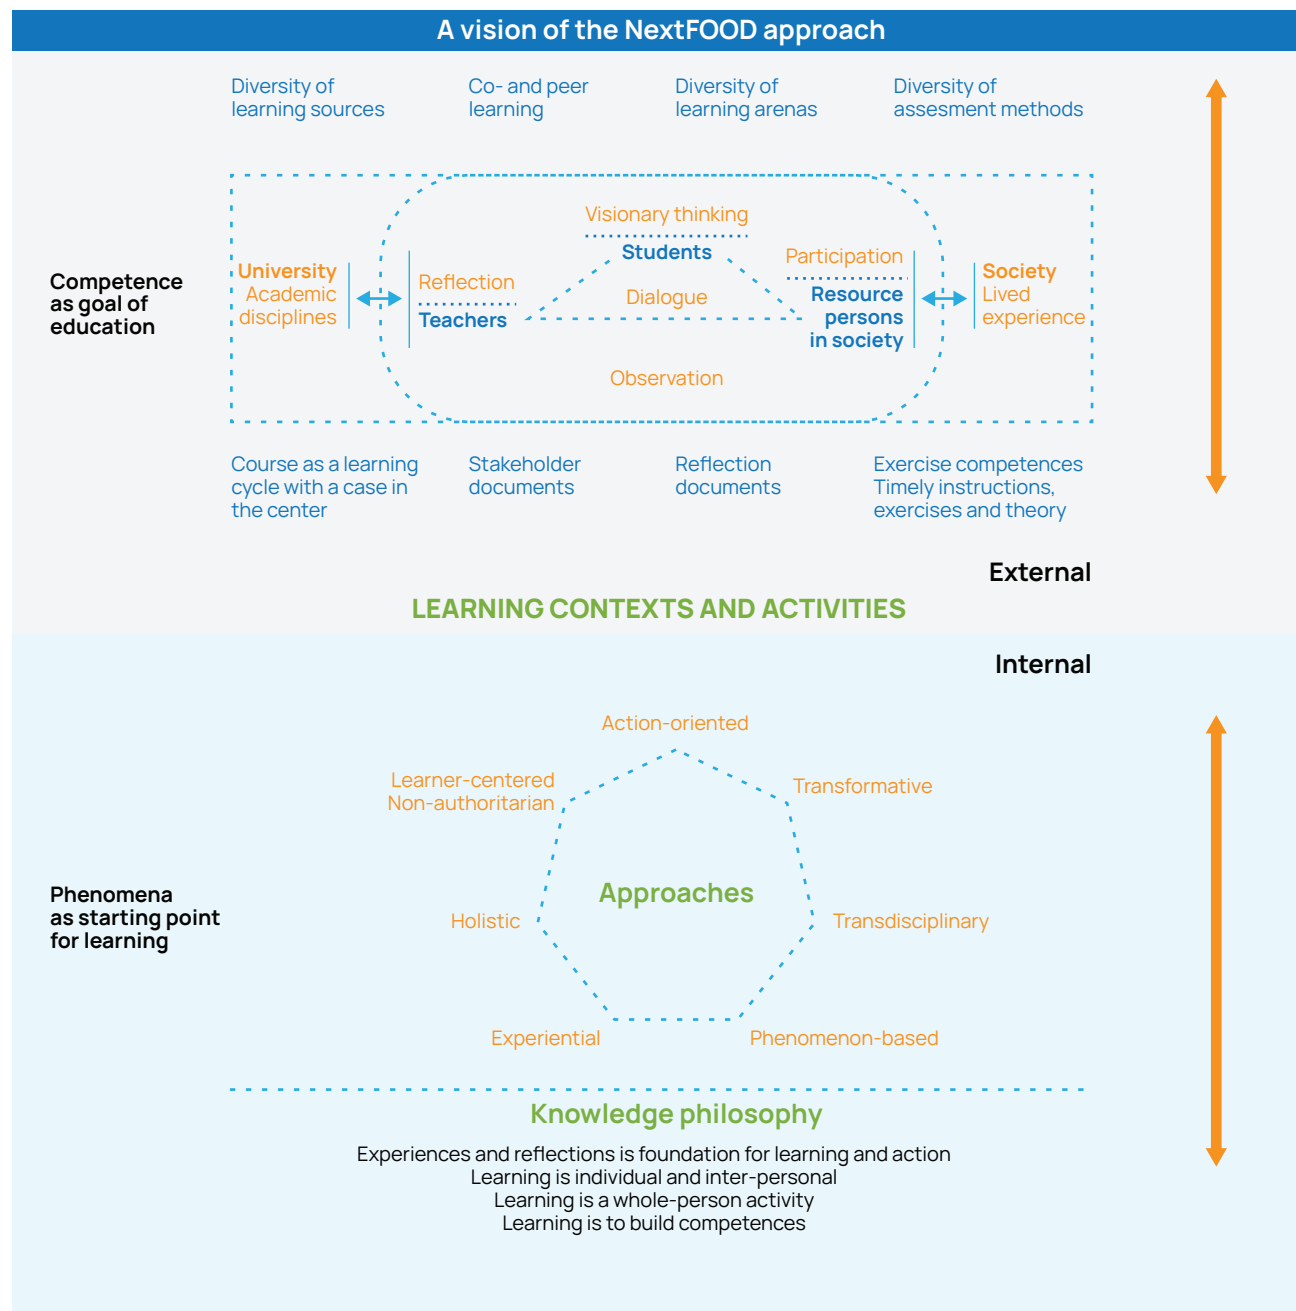 A vision of the NextFOOD approach
Diversity of
learning sources
Co- and peer
learning
Diversity of
learning arenas
Diversity of
assesment methods
Competence
as goal of
education
University
Academic
disciplines
Reflection
Teachers
Visionary thinking
Students
Dialogue
Observation
Participation
Resource
persons
in society
Society
Lived
experience
Course as a learning
cycle with a case in
the center
Stakeholder
documents
Reflection
documents
Exercise competences
Timely instructions,
exercises and theory
External
LEARNING CONTEXTS AND ACTIVITIES
Internal
Phenomena
as starting point
for learning
Action-oriented
Learner-centered
Non-authoritarian
Transformative
Approaches
Holistic
Transdisciplinary
Experiential
Phenomenon-based
Knowledge philosophy
Experiences and reflections is foundation for learning and action
Learning is individual and inter-personal
Learning is a whole-person activity
Learning is to build competences